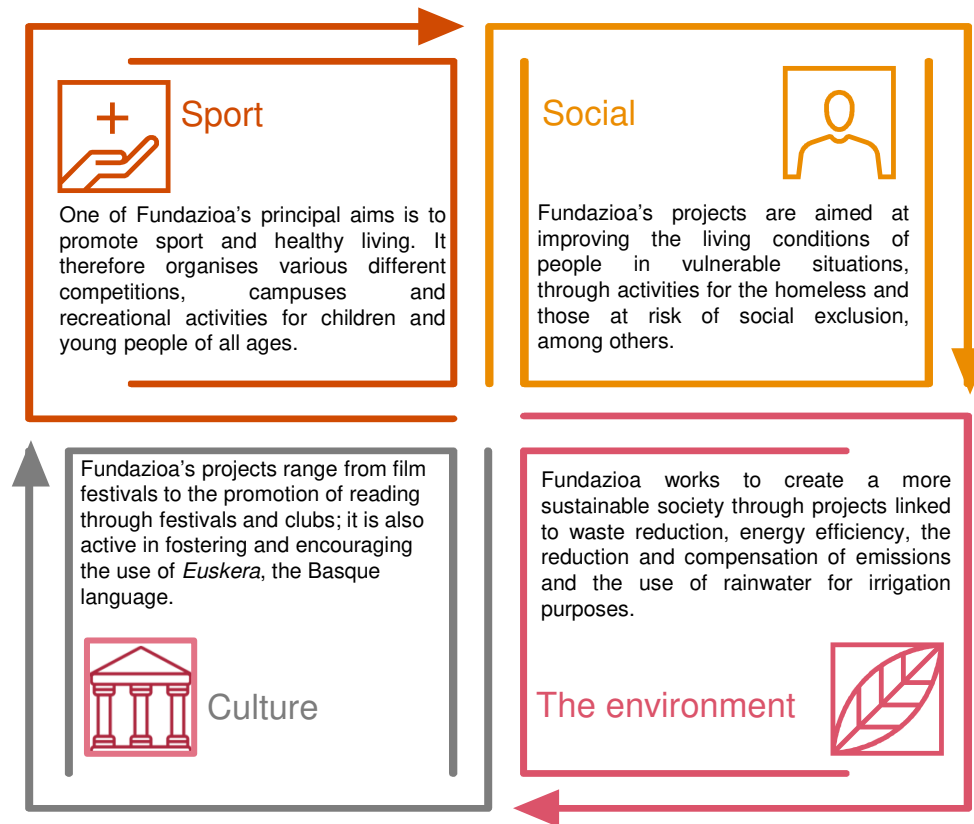 Sport
One of Fundazioa’s principal aims is to
promote sport and healthy living. It
therefore organises various different
competitions, campuses and
recreational activities for children and
young people of all ages.
Social
Fundazioa’s projects are aimed at
improving the living conditions of
people in vulnerable situations,
through activities for the homeless and
those at risk of social exclusion,
among others.
Fundazioa’s projects range from film
festivals to the promotion of reading
through festivals and clubs; it is also
active in fostering and encouraging
the use of Euskera, the Basque
language.
Culture
Fundazioa works to create a more
sustainable society through projects linked
to waste reduction, energy efficiency, the
reduction and compensation of emissions
and the use of rainwater for irrigation
purposes.
The environment